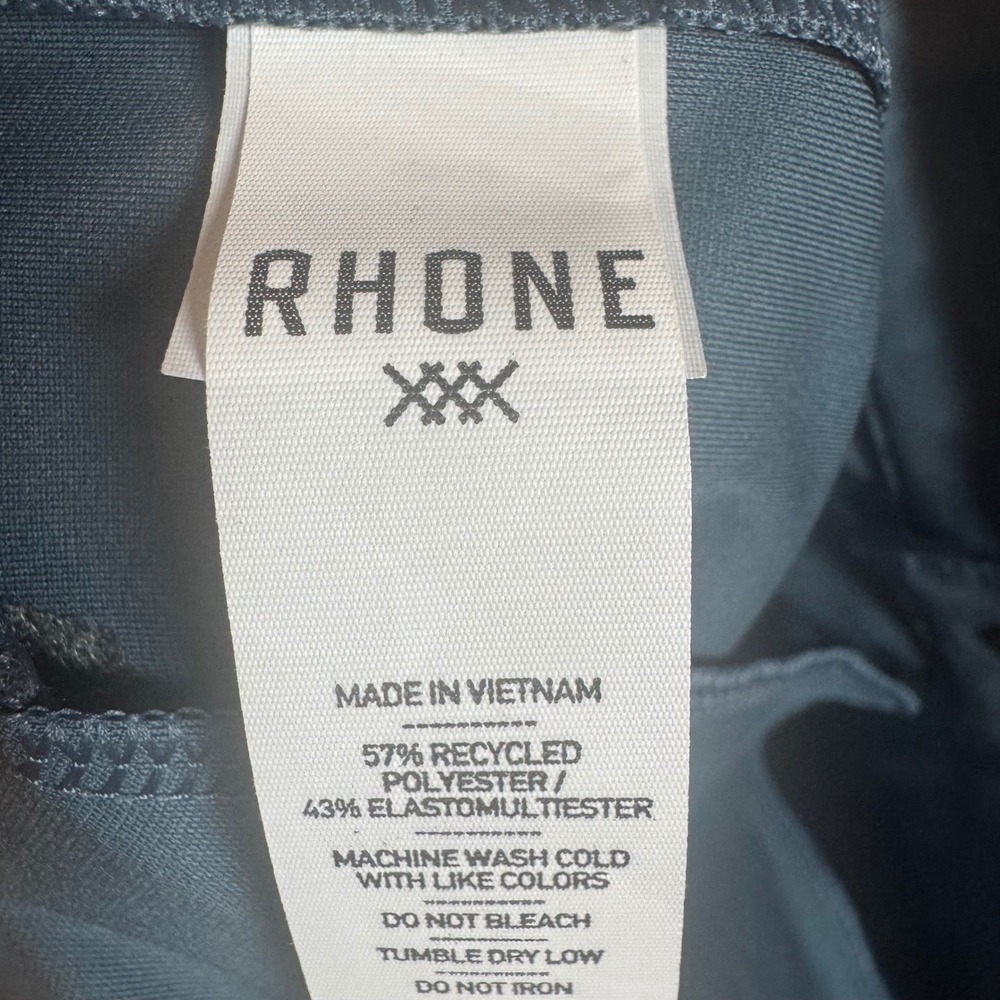 RHONE
MADE IN VIETNAM
57% RECYCLED
POLYESTER /
43% ELASTOMULTIESTER
MACHINE WASH COLD
WITH LIKE COLORS
DO NOT BLEACH
TUMBLE DRY LOW
DO NOT IRON